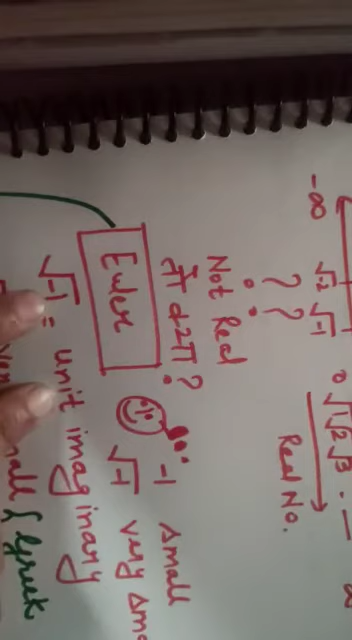 -∞ √-2 √-1 0 √1 √2 √3 . —
? ? Real No.
Not Real
π 2π ? -1 small
Euler √-1 very
√-1 = unit imaginary
Greek